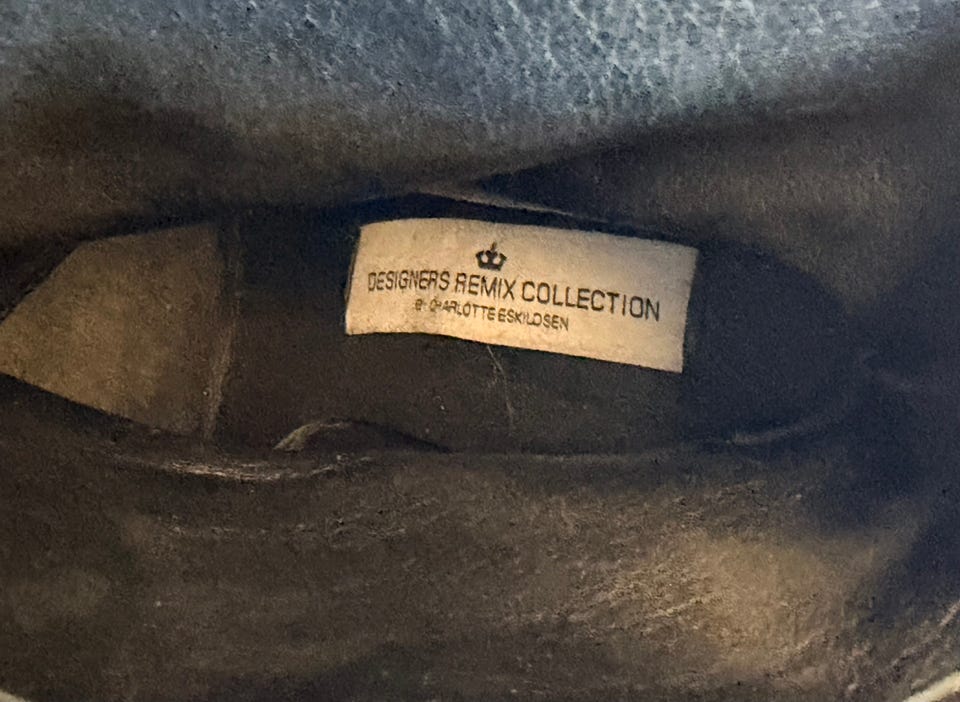 DESIGNERS REMIX COLLECTION
BY CHARLOTTE ESKILDSEN